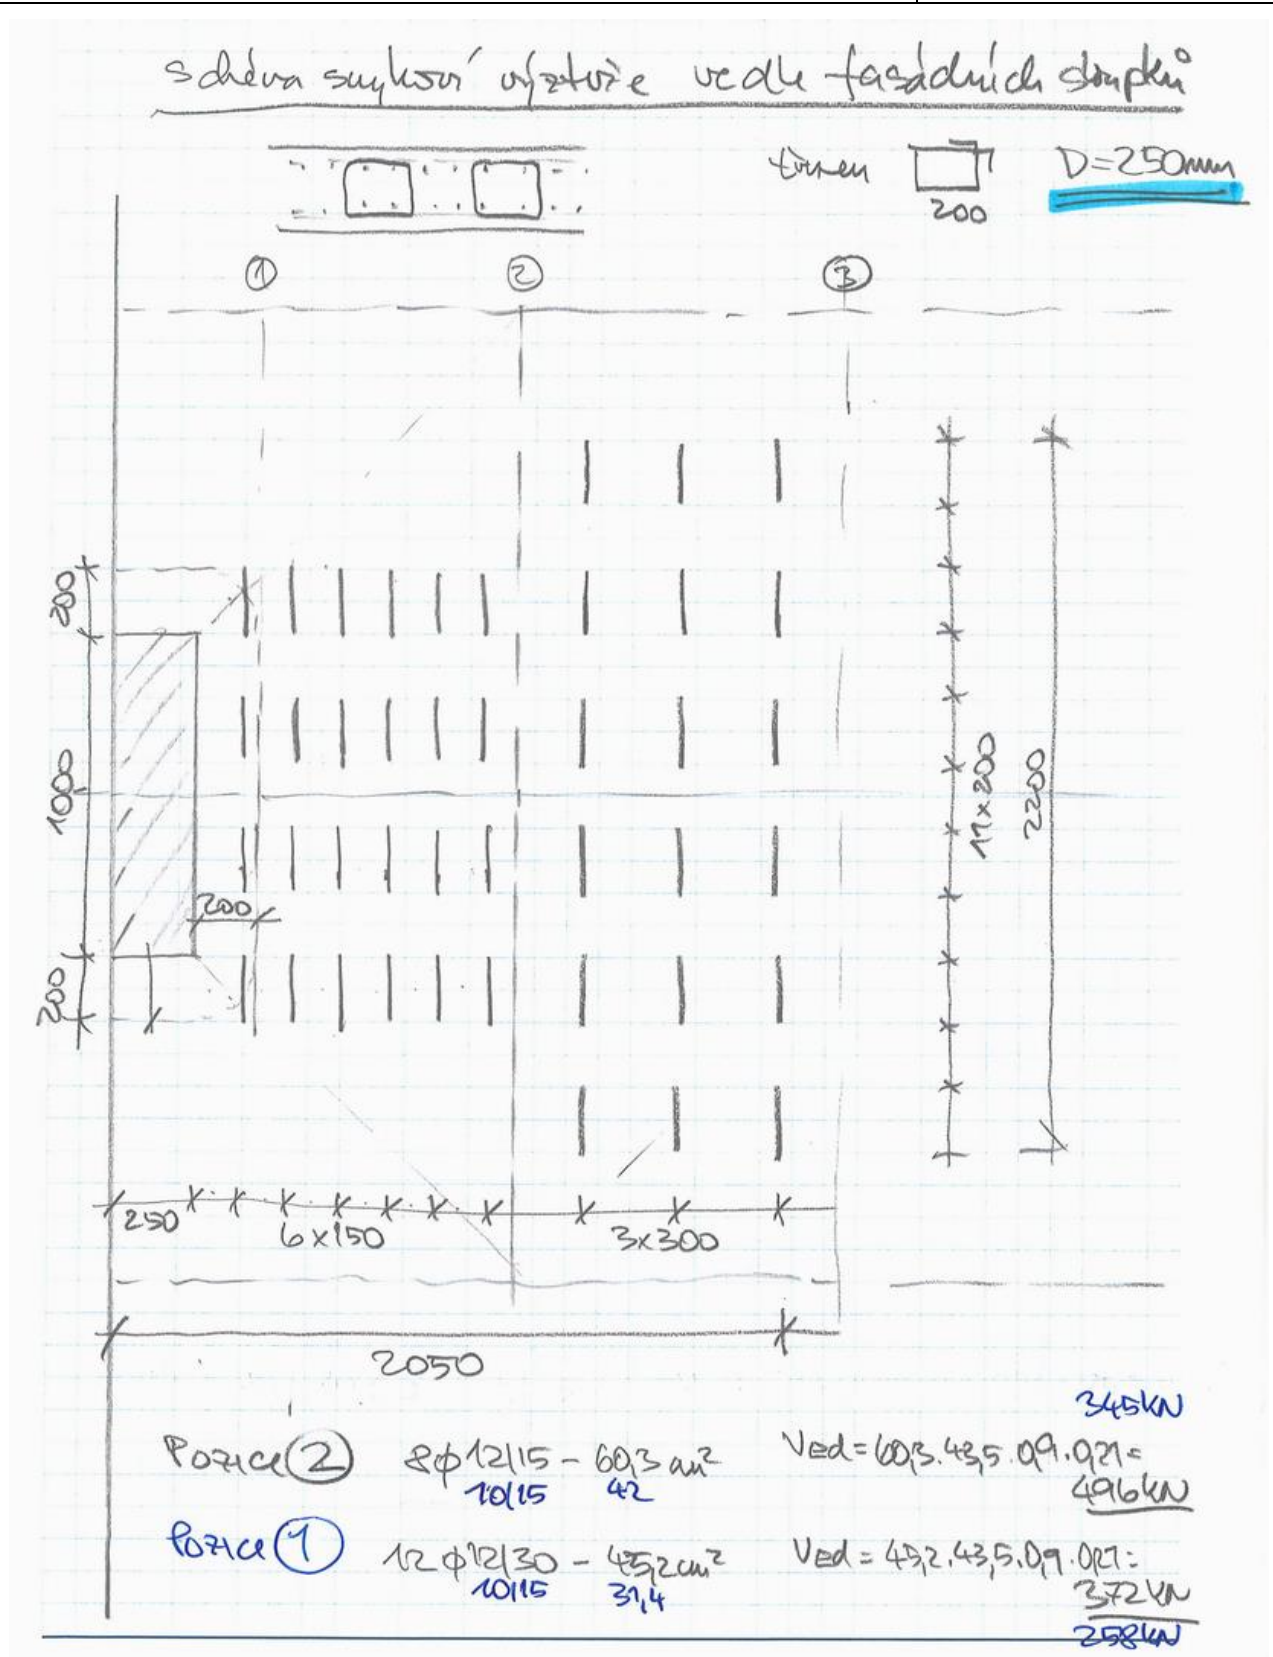 schéma smykové výztuže vedle fasádních sloupků
třmen
200
D=250mm
1
2
3
200
1000
200
200
11x200
2200
250
6x150
3x300
2050
345kN
Pozice 2 8ϕ12/15 - 60,3 cm² Ved = 60,3.43,5.0,9.0,21=
10/15 42 496kN
Pozice 1 12ϕ12/30 - 45,2cm² Ved = 45,2.43,5.0,9.0,21=
10/15 31,4 372kN
258kN